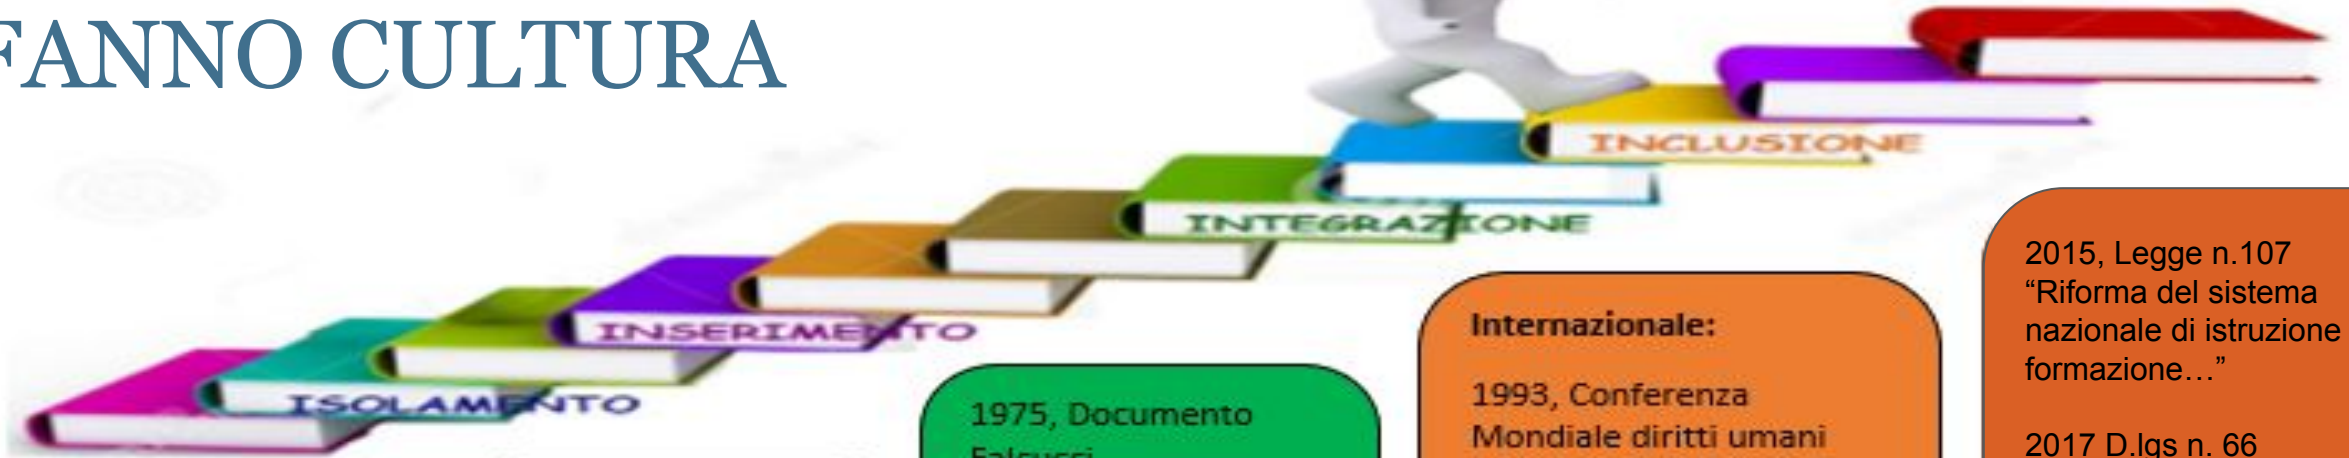 FANNO CULTURA
INCLUSIONE
INTEGRAZIONE
INSERIMENTO
ISOLAMENTO
1975, Documento
Falcucci
Internazionale:
1993, Conferenza
Mondiale diritti umani
2015, Legge n.107
“Riforma del sistema
nazionale di istruzione
formazione…”
2017 D.lgs n. 66